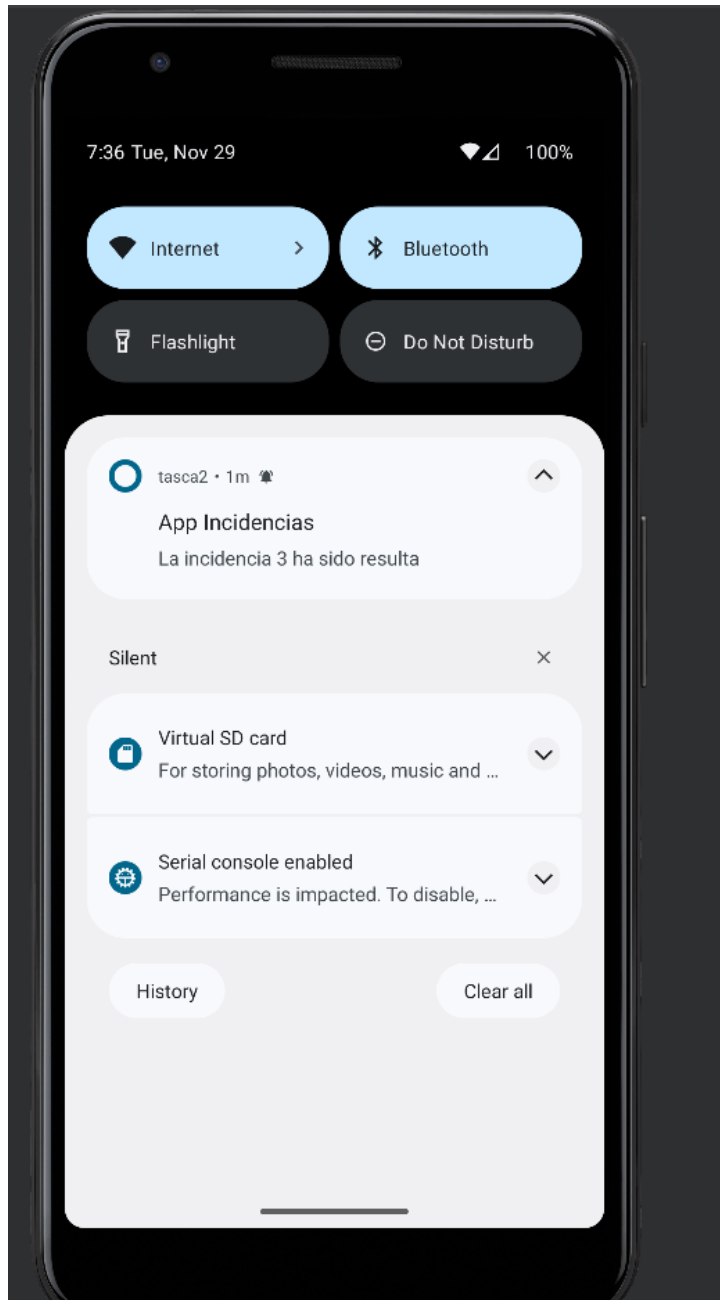 7:36 Tue, Nov 29 100%
Internet Bluetooth
Flashlight Do Not Disturb
tasca2 • 1m
App Incidencias
La incidencia 3 ha sido resulta
Silent
Virtual SD card
For storing photos, videos, music and ...
Serial console enabled
Performance is impacted. To disable, ...
History Clear all